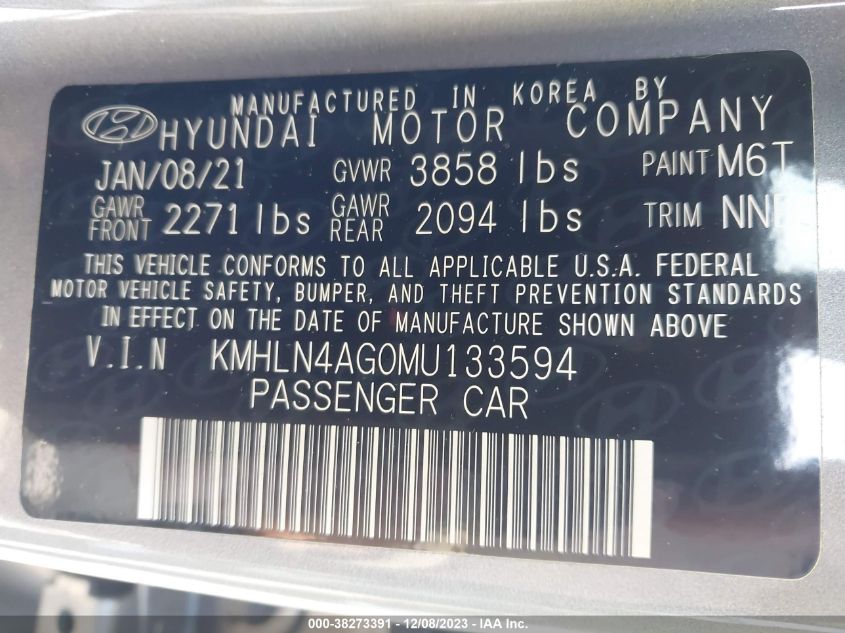 MANUFACTURED IN KOREA BY
HYUNDAI MOTOR COMPANY
JAN/08/21 GVWR 3858 lbs PAINT M6T
GAWR FRONT 2271 lbs GAWR REAR 2094 lbs TRIM
THIS VEHICLE CONFORMS TO ALL APPLICABLE U.S.A. FEDERAL
MOTOR VEHICLE SAFETY, BUMPER, AND THEFT PREVENTION STANDARDS
IN EFFECT ON THE DATE OF MANUFACTURE SHOWN ABOVE
V.I.N KMHLN4AG0MU133594
PASSENGER CAR
000-38273391 - 12/08/2023 - IAA Inc.